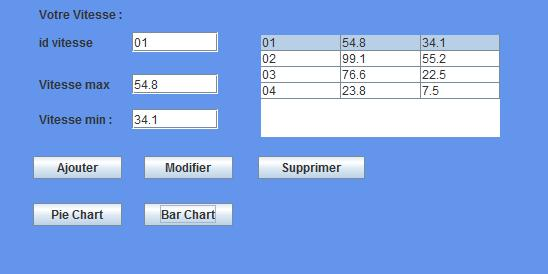 Votre Vitesse :
id vitesse 01
Vitesse max 54.8
Vitesse min : 34.1
01 54.8 34.1
02 99.1 55.2
03 76.6 22.5
04 23.8 7.5
Ajouter Modifier Supprimer
Pie Chart Bar Chart